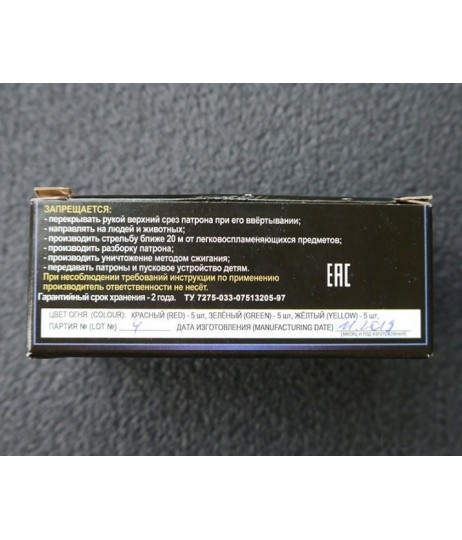 ЗАПРЕЩАЕТСЯ:
- перекрывать рукой верхний срез патрона при его ввёртывании;
- направлять на людей и животных;
- производить стрельбу ближе 20 м от легковоспламеняющихся предметов;
- производить разборку патрона;
- производить уничтожение методом сжигания;
- передавать патроны и пусковое устройство детям.
При несоблюдении требований инструкции по применению
производитель ответственности не несёт.
Гарантийный срок хранения - 2 года. ТУ 7275-033-07513205-97
EAC
ЦВЕТ ОГНЯ (COLOUR): КРАСНЫЙ (RED) - 5 шт, ЗЕЛЁНЫЙ (GREEN) - 5 шт, ЖЁЛТЫЙ (YELLOW) - 5 шт.
ПАРТИЯ № (LOT №) 4 ДАТА ИЗГОТОВЛЕНИЯ (MANUFACTURING DATE) 11.2019
(месяц и год изготовления)